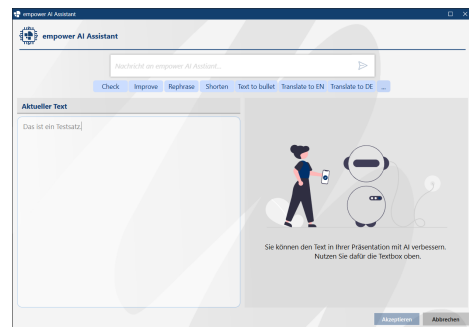 empower AI Assistant
empower AI Assistant
Nachricht an empower AI Assistant...
Check Improve Rephrase Shorten Text to bullet Translate to EN Translate to DE ...
Aktueller Text
Das ist ein Testsatz.
Sie können den Text in Ihrer Präsentation mit AI verbessern.
Nutzen Sie dafür die Textbox oben.
Akzeptieren Abbrechen